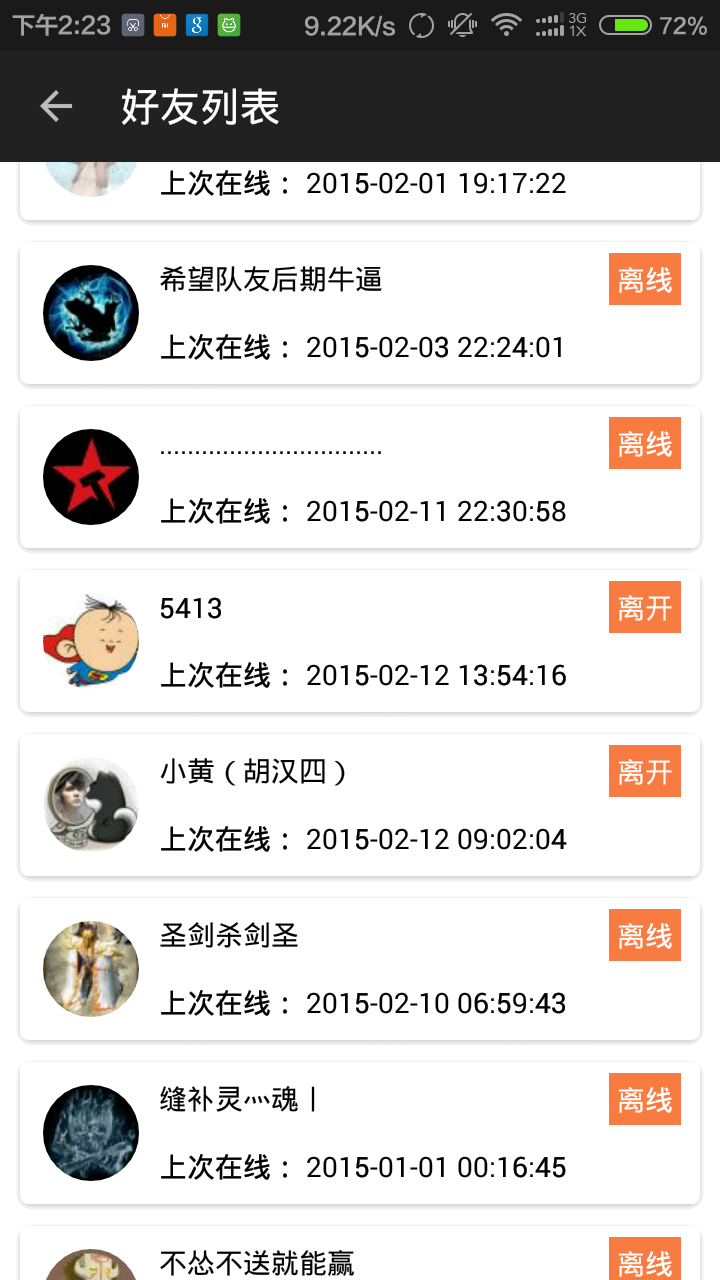 下午2:23 9.22K/s 3G 1X 72%
好友列表
上次在线： 2015-02-01 19:17:22
希望队友后期牛逼 离线
上次在线： 2015-02-03 22:24:01
.............................. 离线
上次在线： 2015-02-11 22:30:58
5413 离开
上次在线： 2015-02-12 13:54:16
小黄（胡汉四） 离开
上次在线： 2015-02-12 09:02:04
圣剑杀剑圣 离线
上次在线： 2015-02-10 06:59:43
缝补灵灬魂丨 离线
上次在线： 2015-01-01 00:16:45
不怂不送就能赢 离线